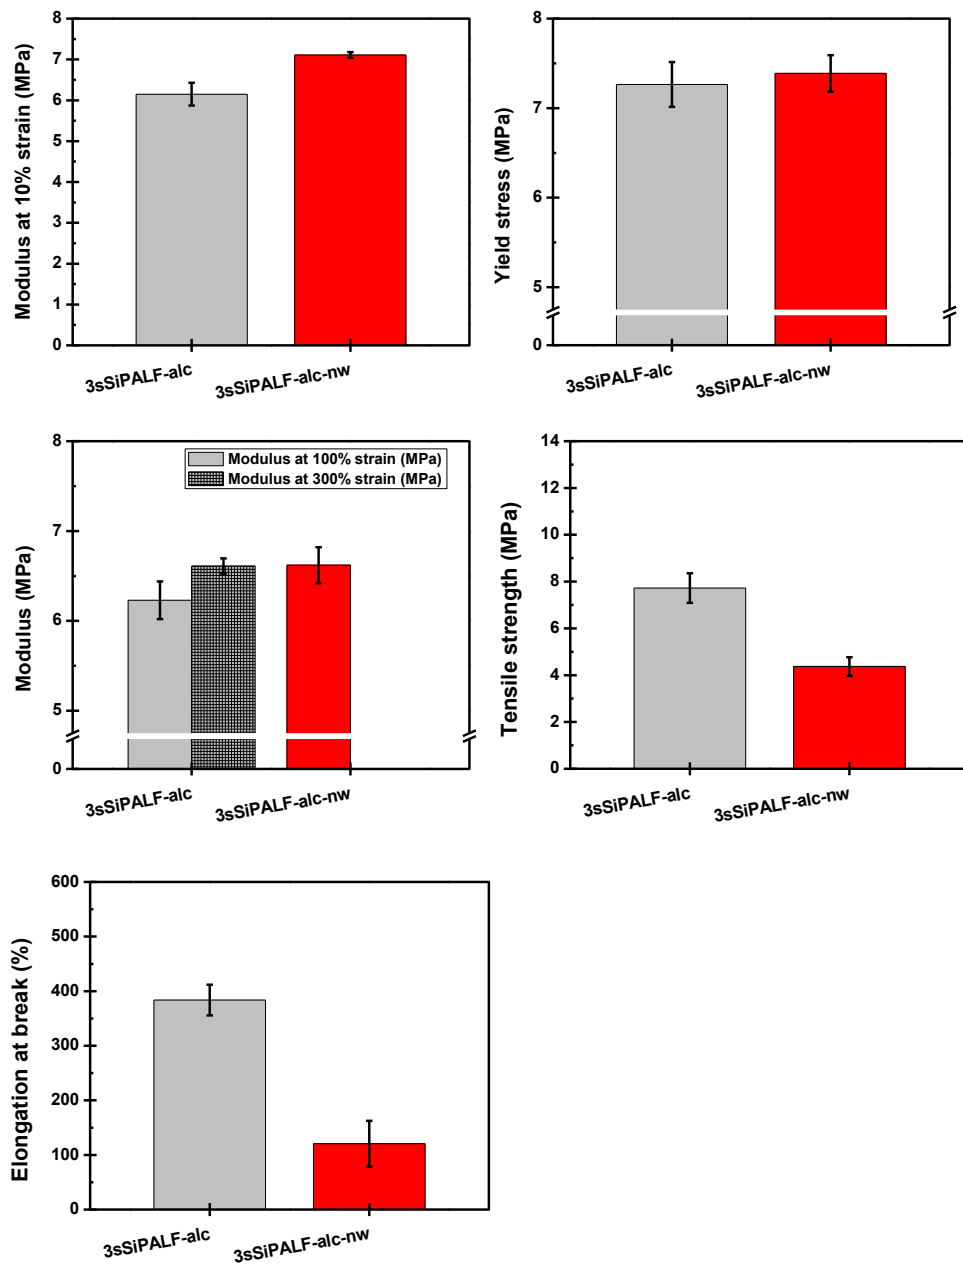 Modulus at 10% strain (MPa)
8
7
6
5
4
3
2
1
0
3sSiPALF-alc
3sSiPALF-alc-nw
Yield stress (MPa)
8
7
6
5
0
3sSiPALF-alc
3sSiPALF-alc-nw
Modulus (MPa)
8
7
6
5
0
Modulus at 100% strain (MPa)
Modulus at 300% strain (MPa)
3sSiPALF-alc
3sSiPALF-alc-nw
Tensile strength (MPa)
14
12
10
8
6
4
2
0
3sSiPALF-alc
3sSiPALF-alc-nw
Elongation at break (%)
600
500
400
300
200
100
0
3sSiPALF-alc
3sSiPALF-alc-nw